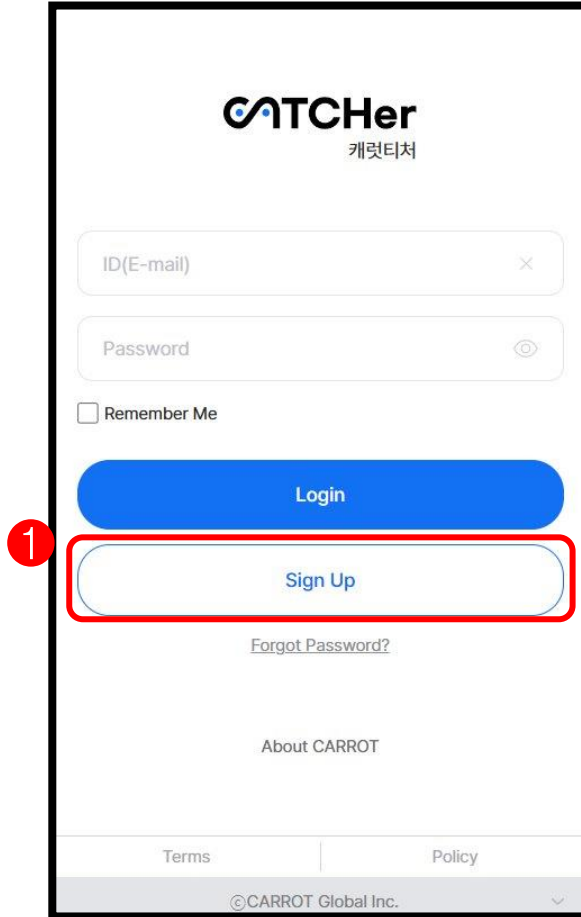 CATCHer
캐럿티처
ID(E-mail)
Password
Remember Me
Login
1
Sign Up
Forgot Password?
About CARROT
Terms Policy
©CARROT Global Inc.